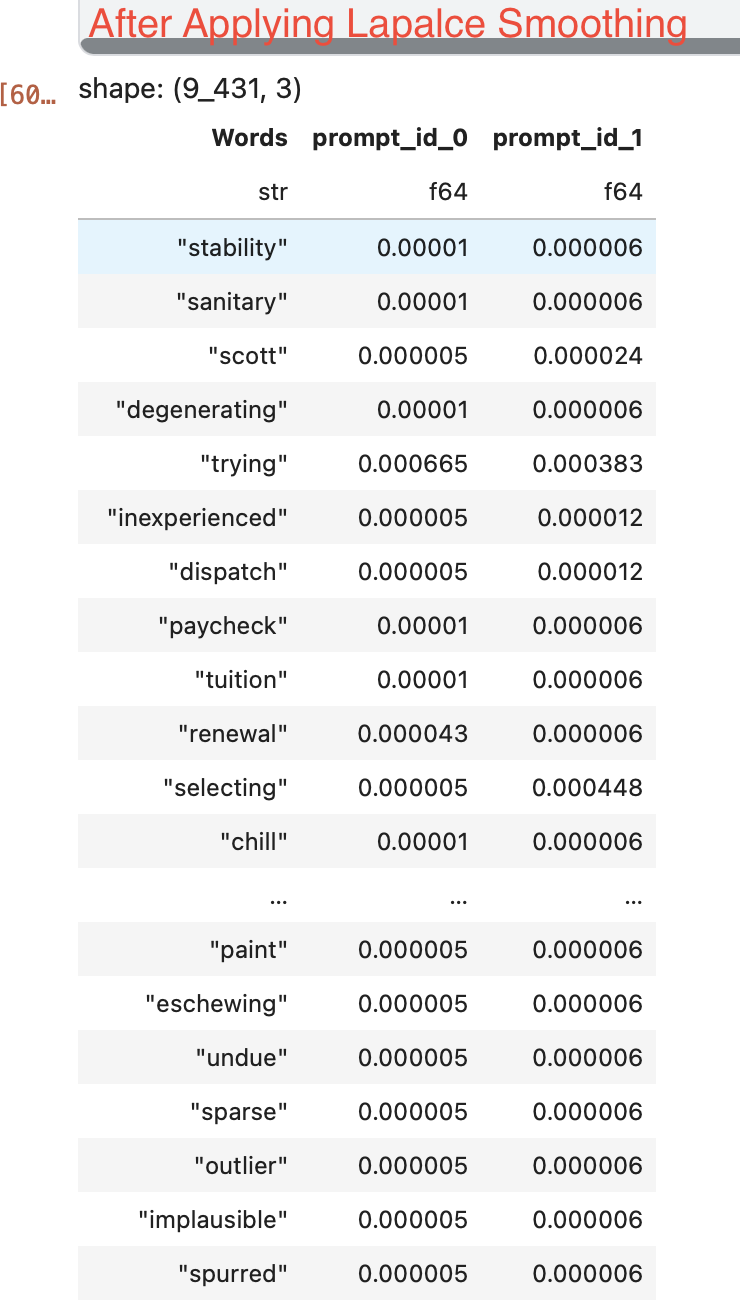 After Applying Lapalce Smoothing
[60… shape: (9_431, 3)
Words prompt_id_0 prompt_id_1
str f64 f64
"stability" 0.00001 0.000006
"sanitary" 0.00001 0.000006
"scott" 0.000005 0.000024
"degenerating" 0.00001 0.000006
"trying" 0.000665 0.000383
"inexperienced" 0.000005 0.000012
"dispatch" 0.000005 0.000012
"paycheck" 0.00001 0.000006
"tuition" 0.00001 0.000006
"renewal" 0.000043 0.000006
"selecting" 0.000005 0.000448
"chill" 0.00001 0.000006
… … …
"paint" 0.000005 0.000006
"eschewing" 0.000005 0.000006
"undue" 0.000005 0.000006
"sparse" 0.000005 0.000006
"outlier" 0.000005 0.000006
"implausible" 0.000005 0.000006
"spurred" 0.000005 0.000006